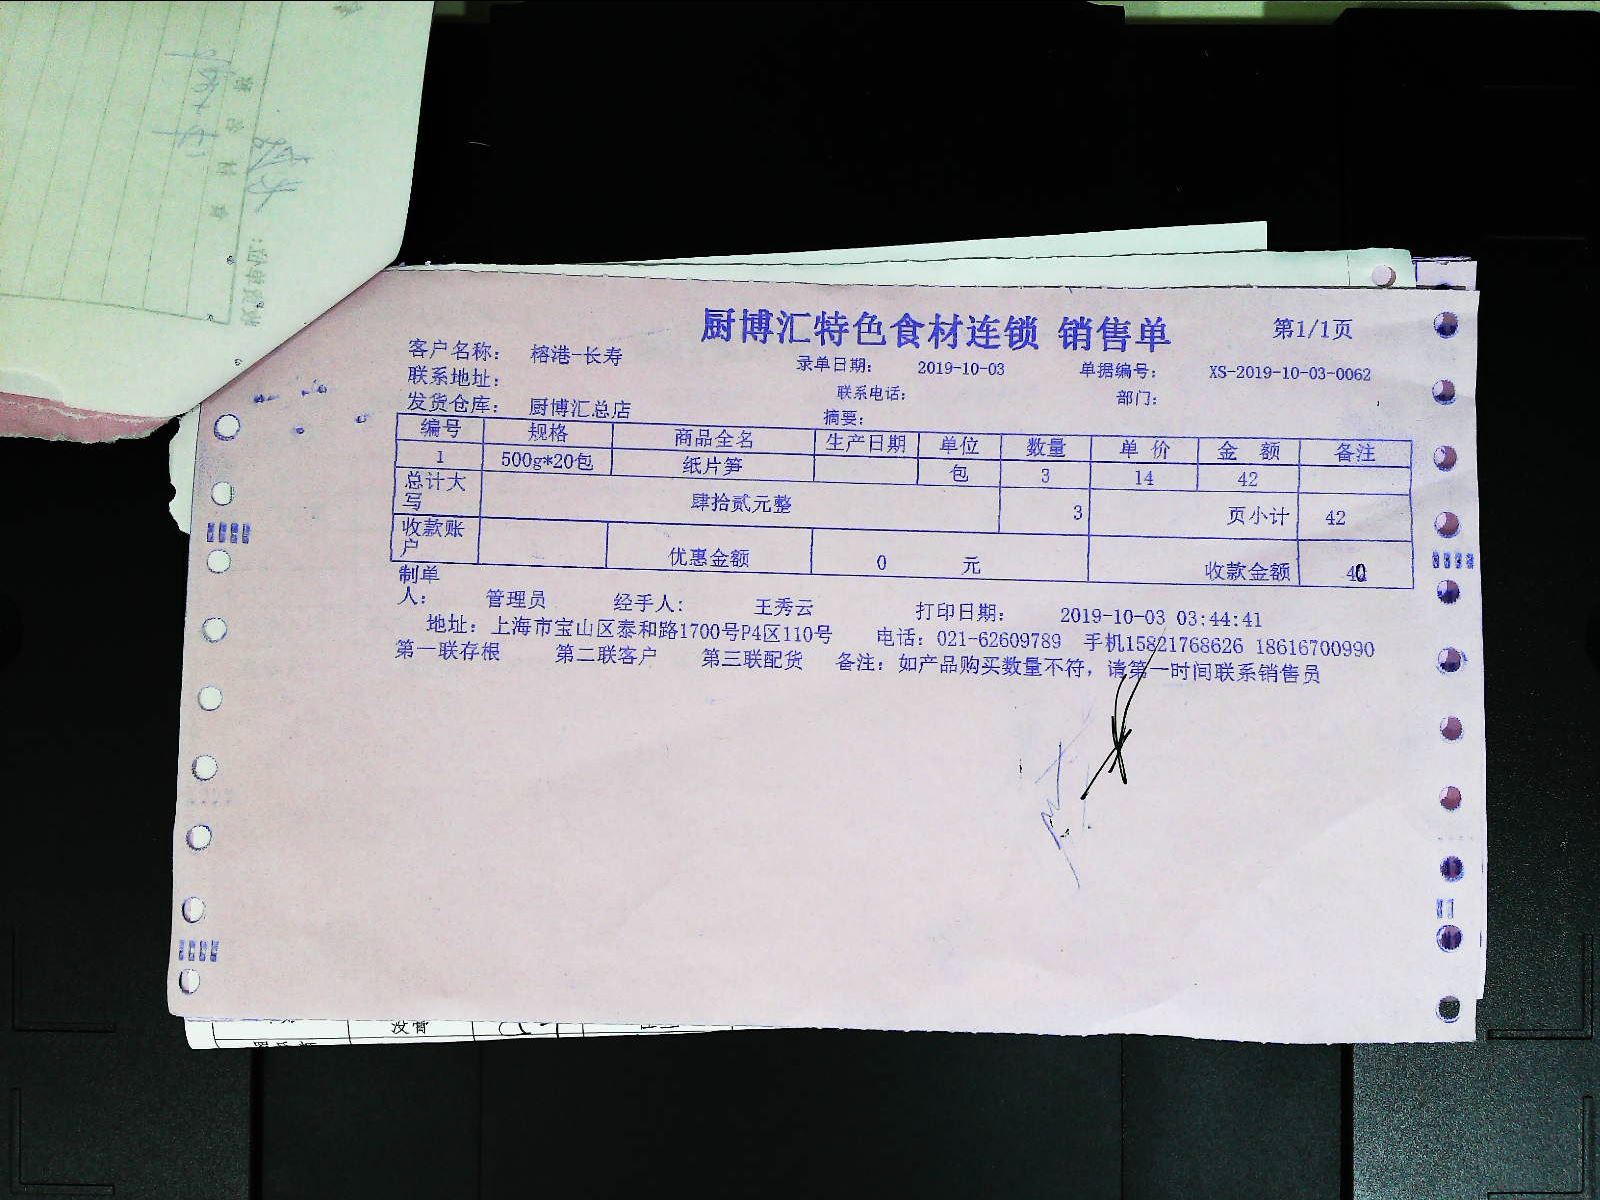 厨博汇特色食材连锁 销售单 第1/1页
客户名称： 榕港-长寿 录单日期： 2019-10-03 单据编号： XS-2019-10-03-0062
联系地址： 联系电话： 部门：
发货仓库： 厨博汇总店 摘要：
编号 规格 商品全名 生产日期 单位 数量 单 价 金 额 备注
1 500g*20包 纸片笋 包 3 14 42
总计大写 肆拾贰元整 3 页小计 42
收款账户 优惠金额 0 元 收款金额 40
制单人： 管理员 经手人： 王秀云 打印日期： 2019-10-03 03:44:41
地址：上海市宝山区泰和路1700号P4区110号 电话：021-62609789 手机15821768626 18616700990
第一联存根 第二联客户 第三联配货 备注：如产品购买数量不符，请第一时间联系销售员
没骨